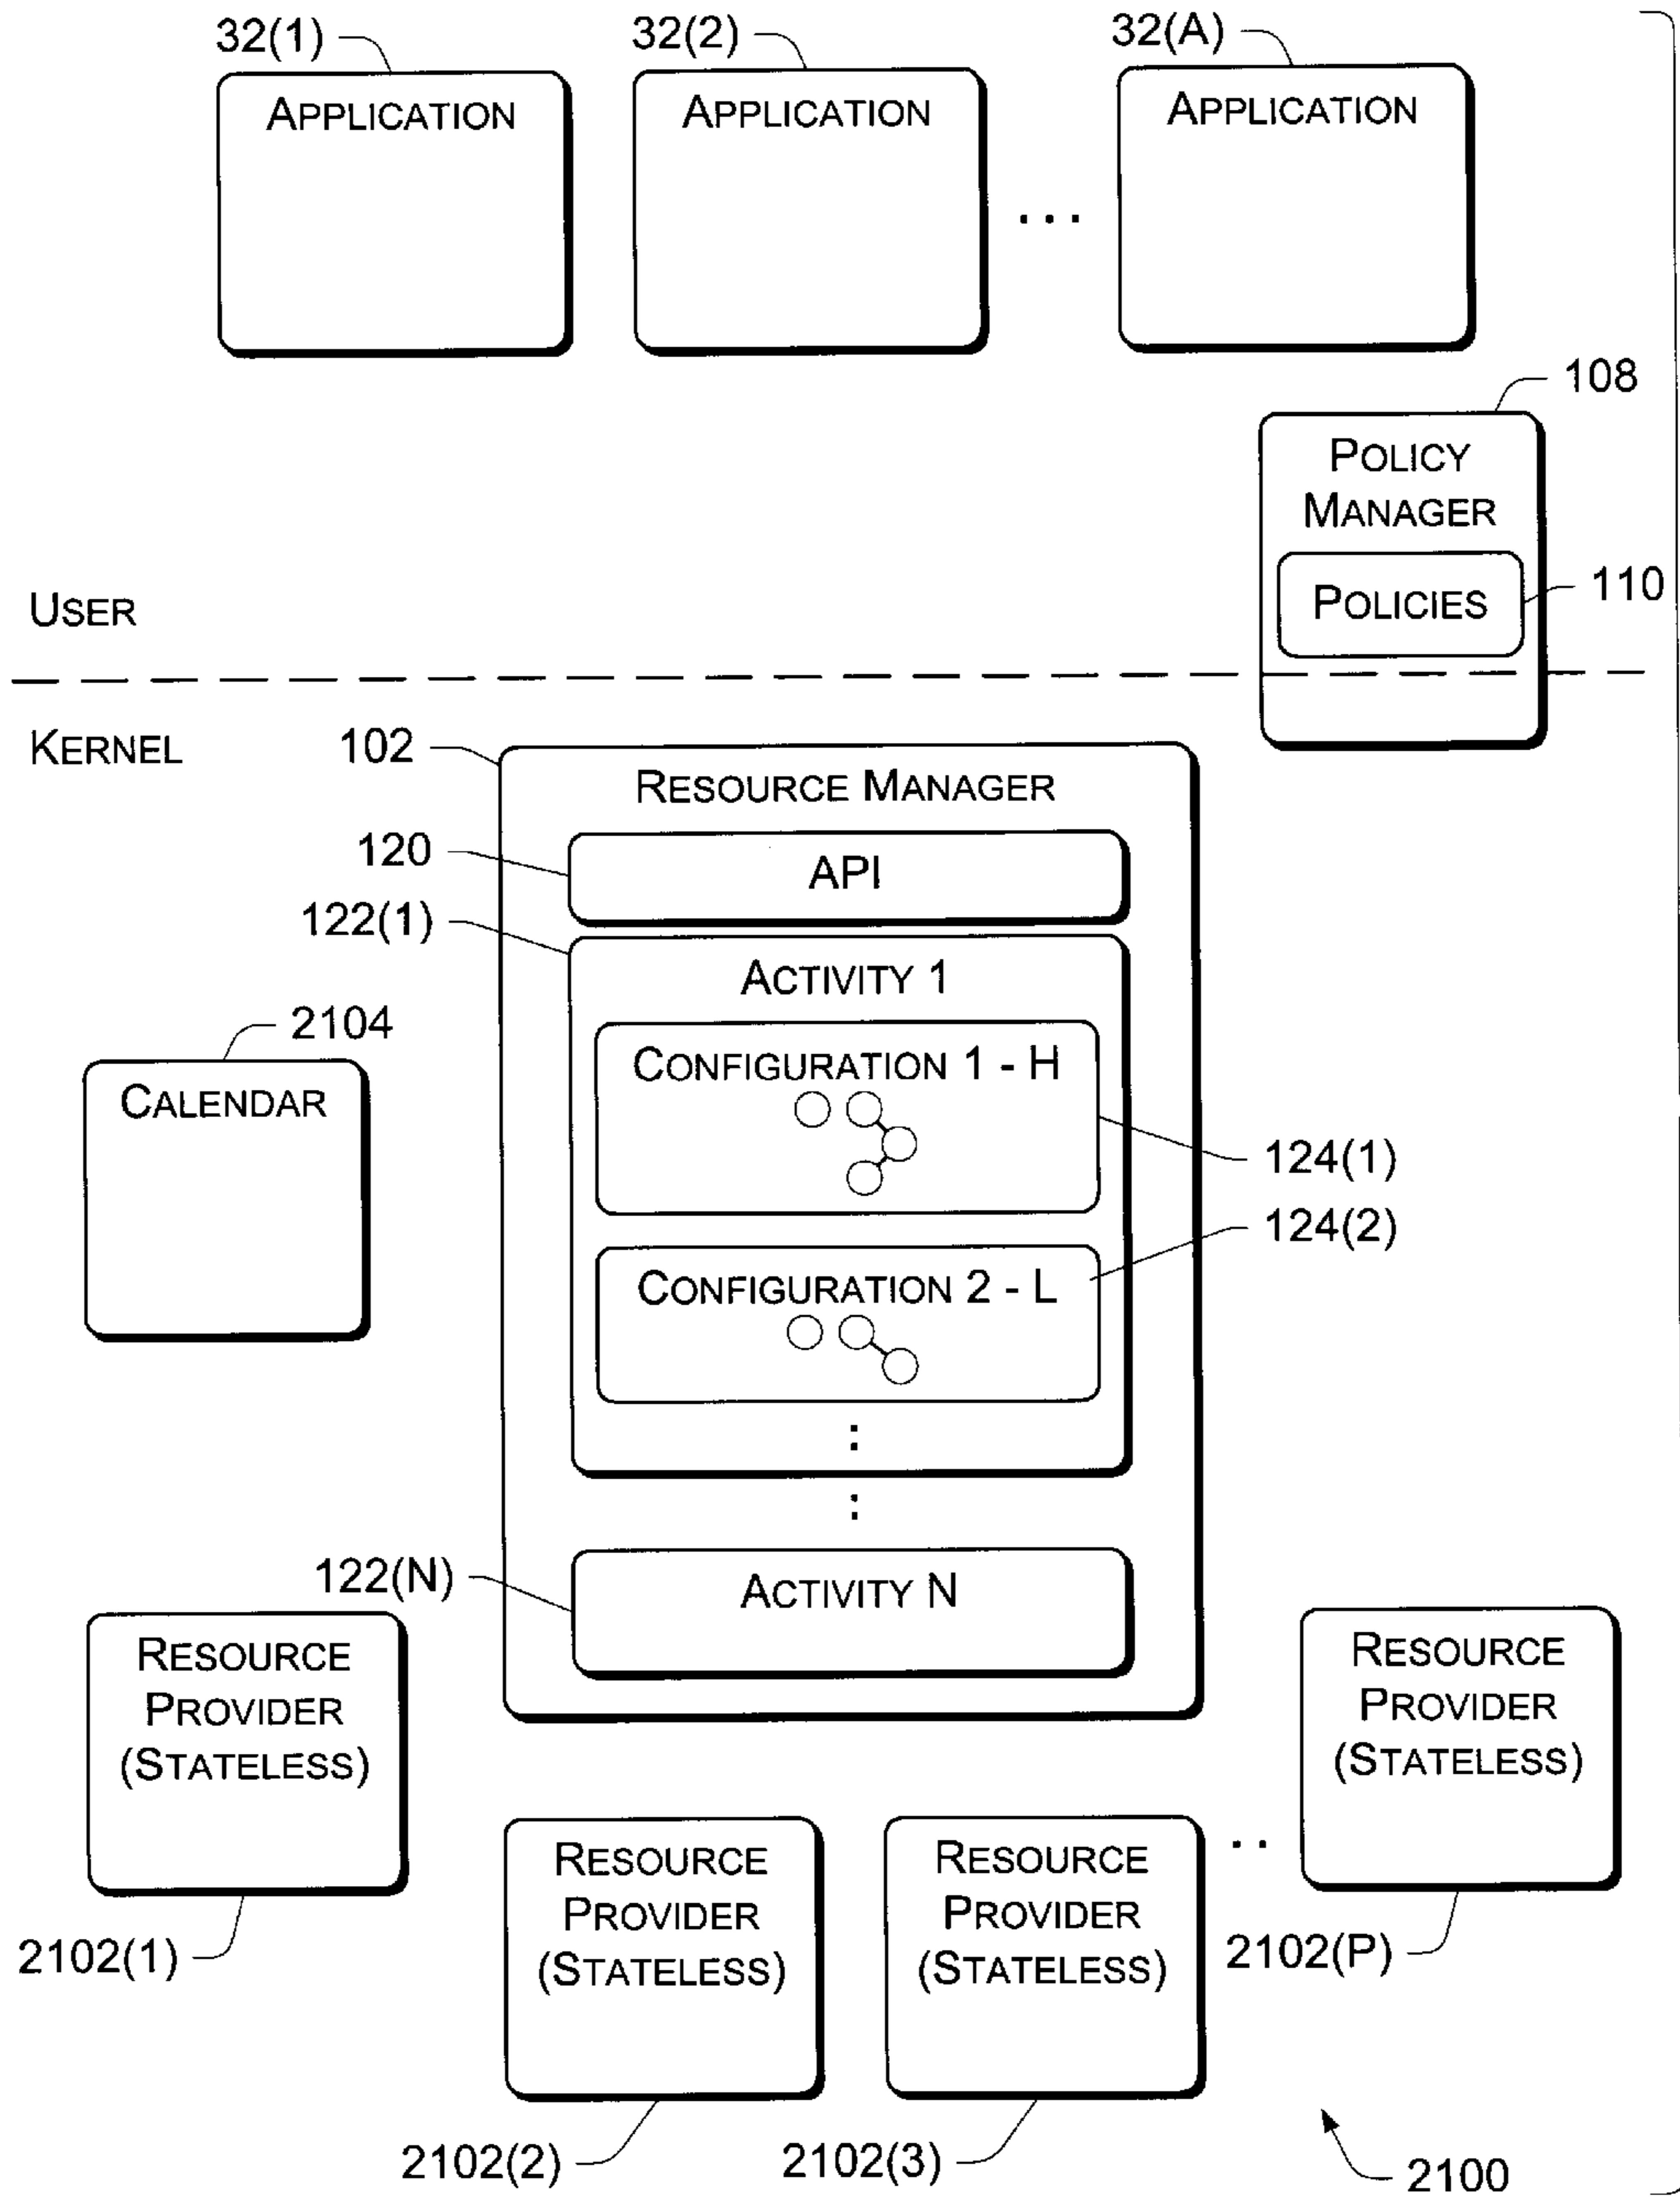 32(1)
32(2)
32(A)
APPLICATION
APPLICATION
...
APPLICATION
108
POLICY
MANAGER
POLICIES
110
USER
KERNEL
102
RESOURCE MANAGER
120
API
122(1)
ACTIVITY 1
2104
CALENDAR
CONFIGURATION 1 - H
124(1)
124(2)
CONFIGURATION 2 - L
122(N)
ACTIVITY N
RESOURCE
PROVIDER
(STATELESS)
2102(1)
RESOURCE
PROVIDER
(STATELESS)
2102(2)
RESOURCE
PROVIDER
(STATELESS)
2102(3)
RESOURCE
PROVIDER
(STATELESS)
2102(P)
2100